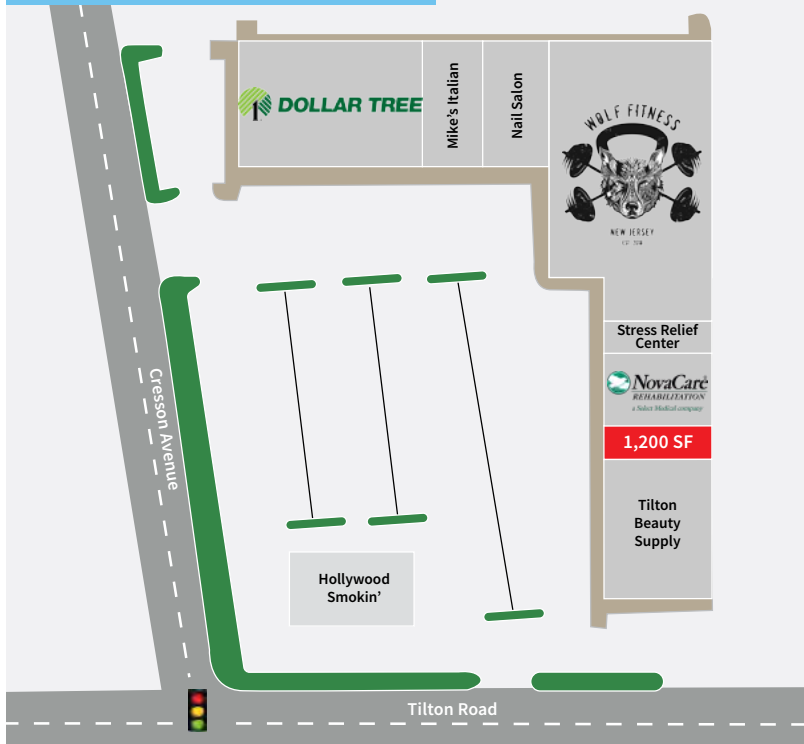 DOLLAR TREE
Mike's Italian
Nail Salon
WOLF FITNESS
NEW JERSEY
Stress Relief
Center
NovaCare
REHABILITATION
a Select Medical company
1,200 SF
Tilton
Beauty
Supply
Hollywood
Smokin'
Cresson Avenue
Tilton Road